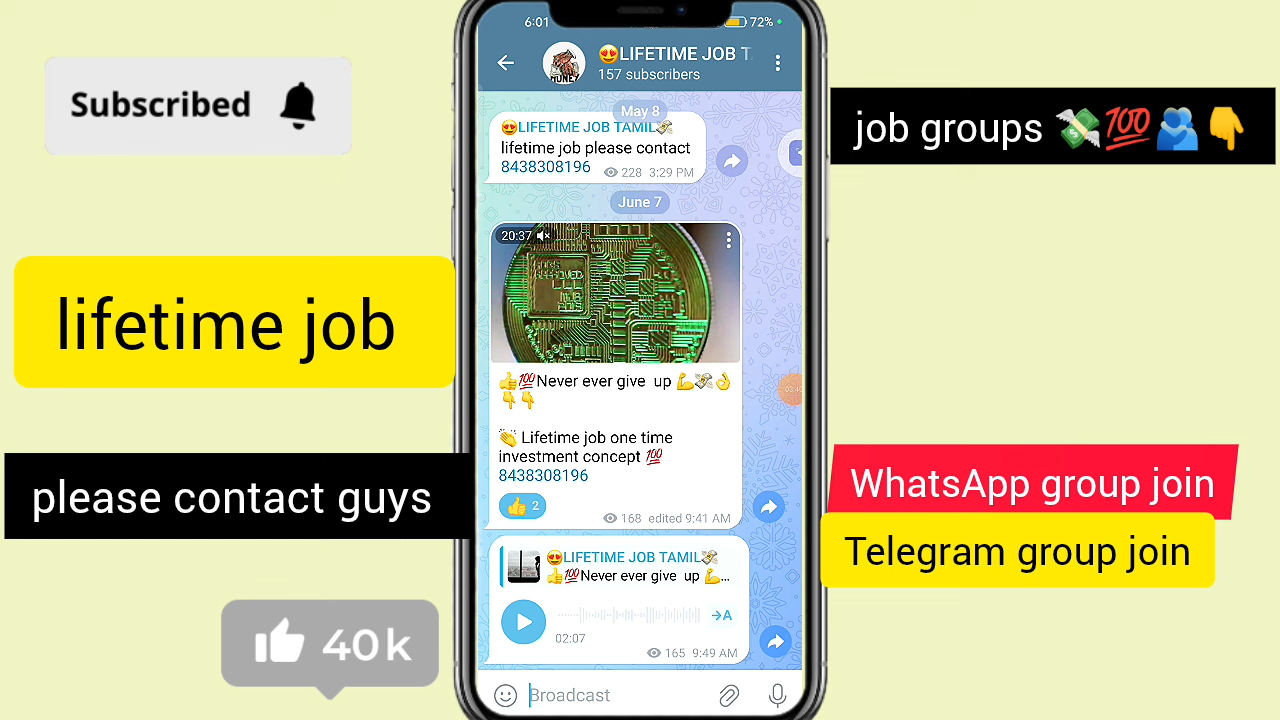 Subscribed
lifetime job
please contact guys
40k
6:01
72%
😍LIFETIME JOB T
157 subscribers
May 8
😍LIFETIME JOB TAMIL💸
lifetime job please contact
8438308196
228 3:29 PM
June 7
20:37
👍💯Never ever give up 💪💸👌
👇👇
👏 Lifetime job one time
investment concept 💯
8438308196
👍 2
168 edited 9:41 AM
😍LIFETIME JOB TAMIL💸
👍💯Never ever give up 💪...
→A
02:07
165 9:49 AM
Broadcast
job groups 💸💯🫂👇
WhatsApp group join
Telegram group join